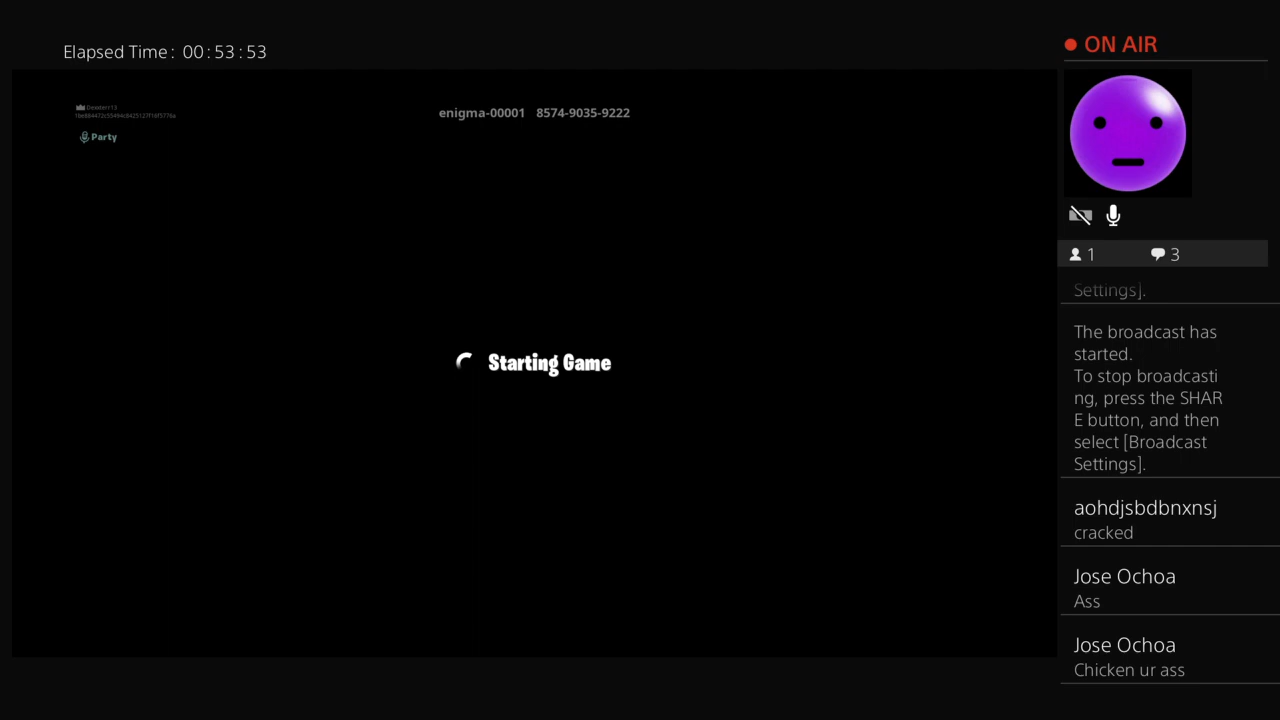 Elapsed Time: 00:53:53
ON AIR
enigma-00001 8574-9035-9222
Party
1
3
Settings].
The broadcast has
started.
To stop broadcasti
ng, press the SHAR
E button, and then
select [Broadcast
Settings].
Starting Game
aohdjsbdbnxnsj
cracked
Jose Ochoa
Ass
Jose Ochoa
Chicken ur ass